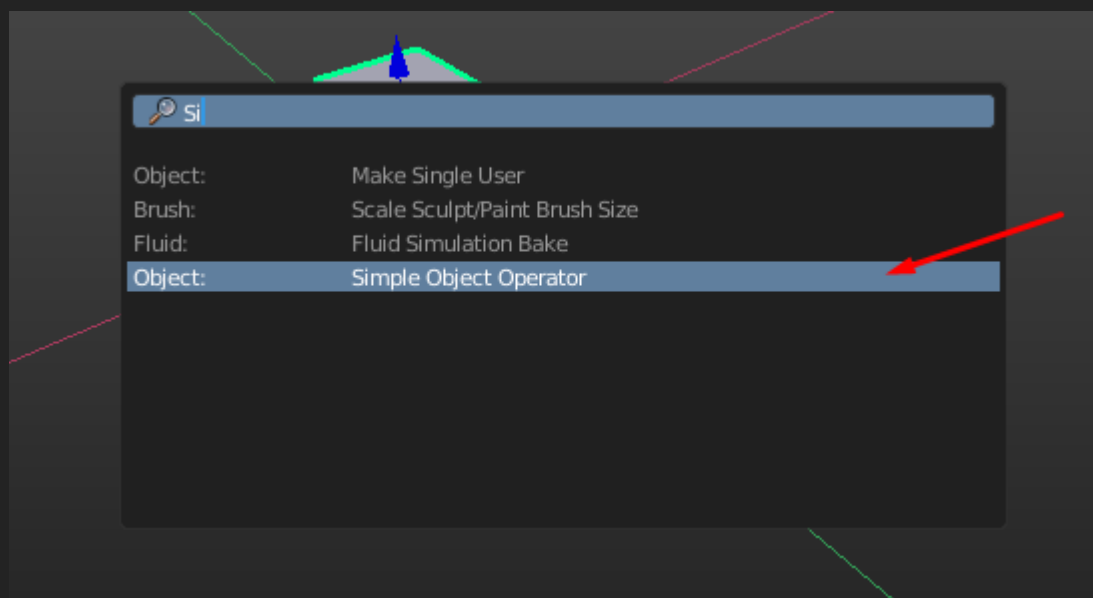 Si
Object: Make Single User
Brush: Scale Sculpt/Paint Brush Size
Fluid: Fluid Simulation Bake
Object: Simple Object Operator